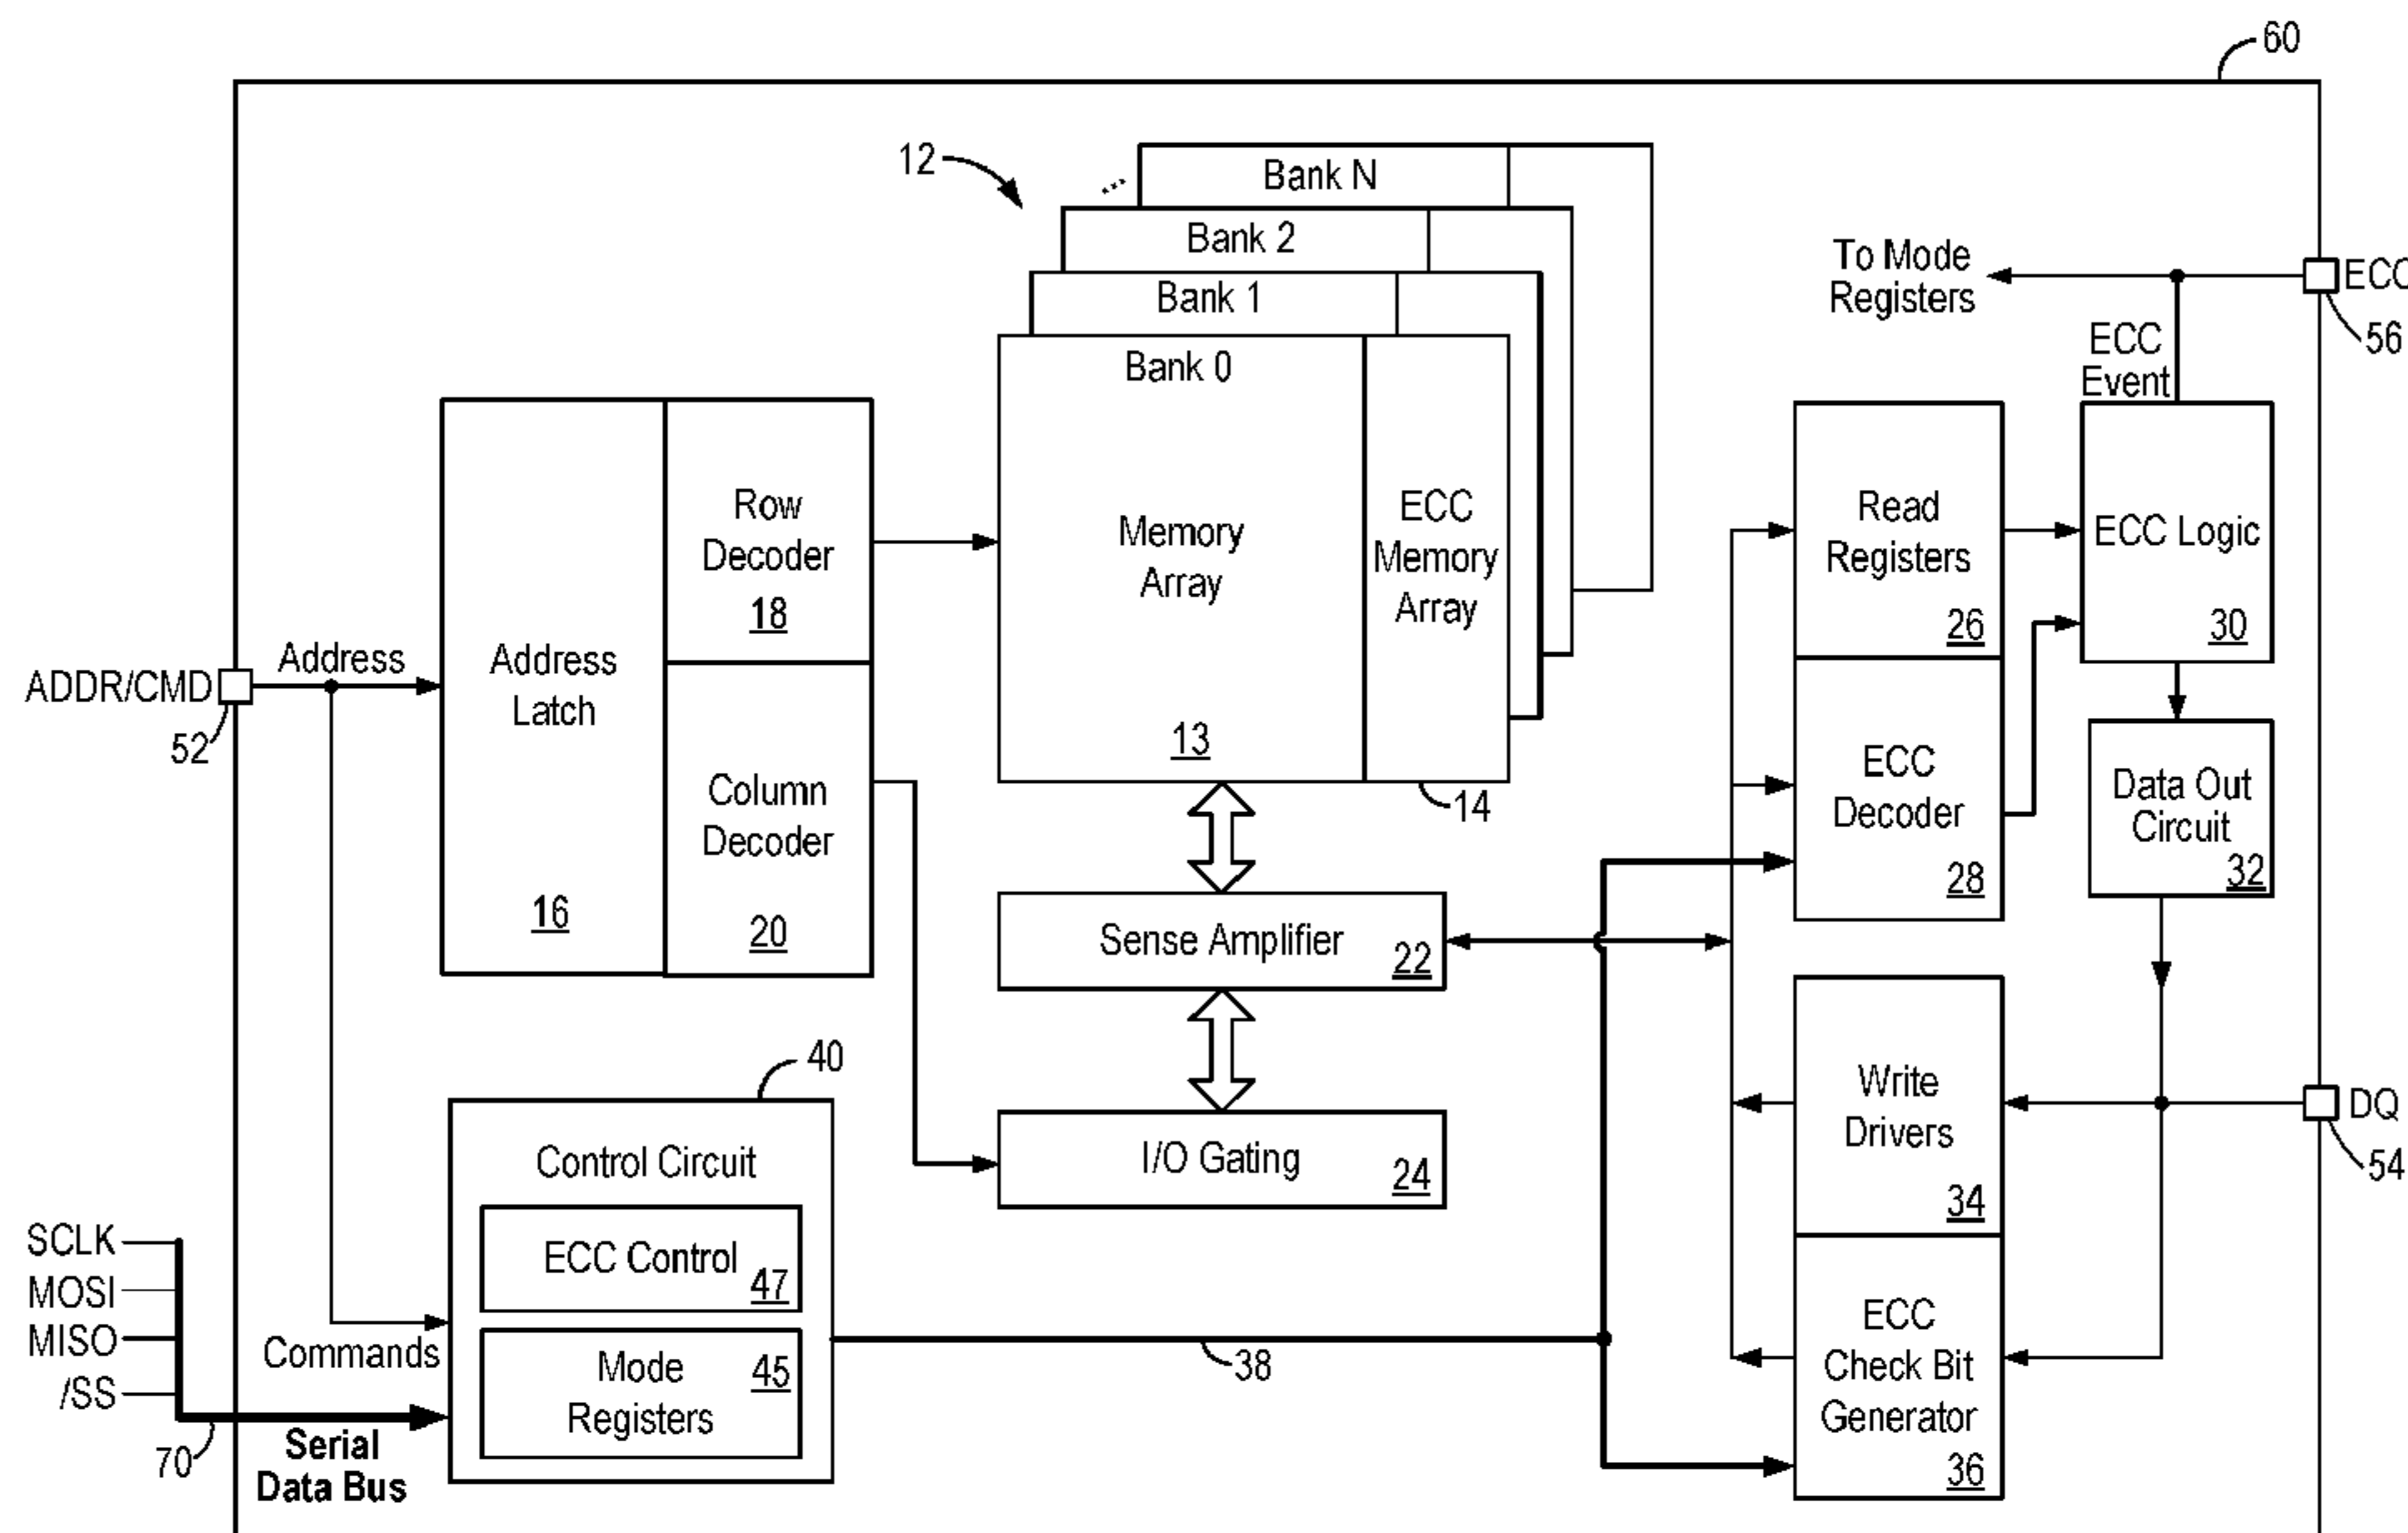 60
12
Bank N
Bank 2
Bank 1
Bank 0
Memory
Array
13
ECC
Memory
Array
14
To Mode
Registers
ECC
Event
56
Row
Decoder
18
Address
Latch
16
Column
Decoder
20
ADDR/CMD
Address
52
Read
Registers
26
ECC Logic
30
ECC
Decoder
28
Data Out
Circuit
32
Sense Amplifier
22
I/O Gating
24
Write
Drivers
34
DQ
54
ECC
Check Bit
Generator
36
40
Control Circuit
ECC Control
47
Mode
Registers
45
38
SCLK
MOSI
MISO
/SS
Commands
70
Serial
Data Bus